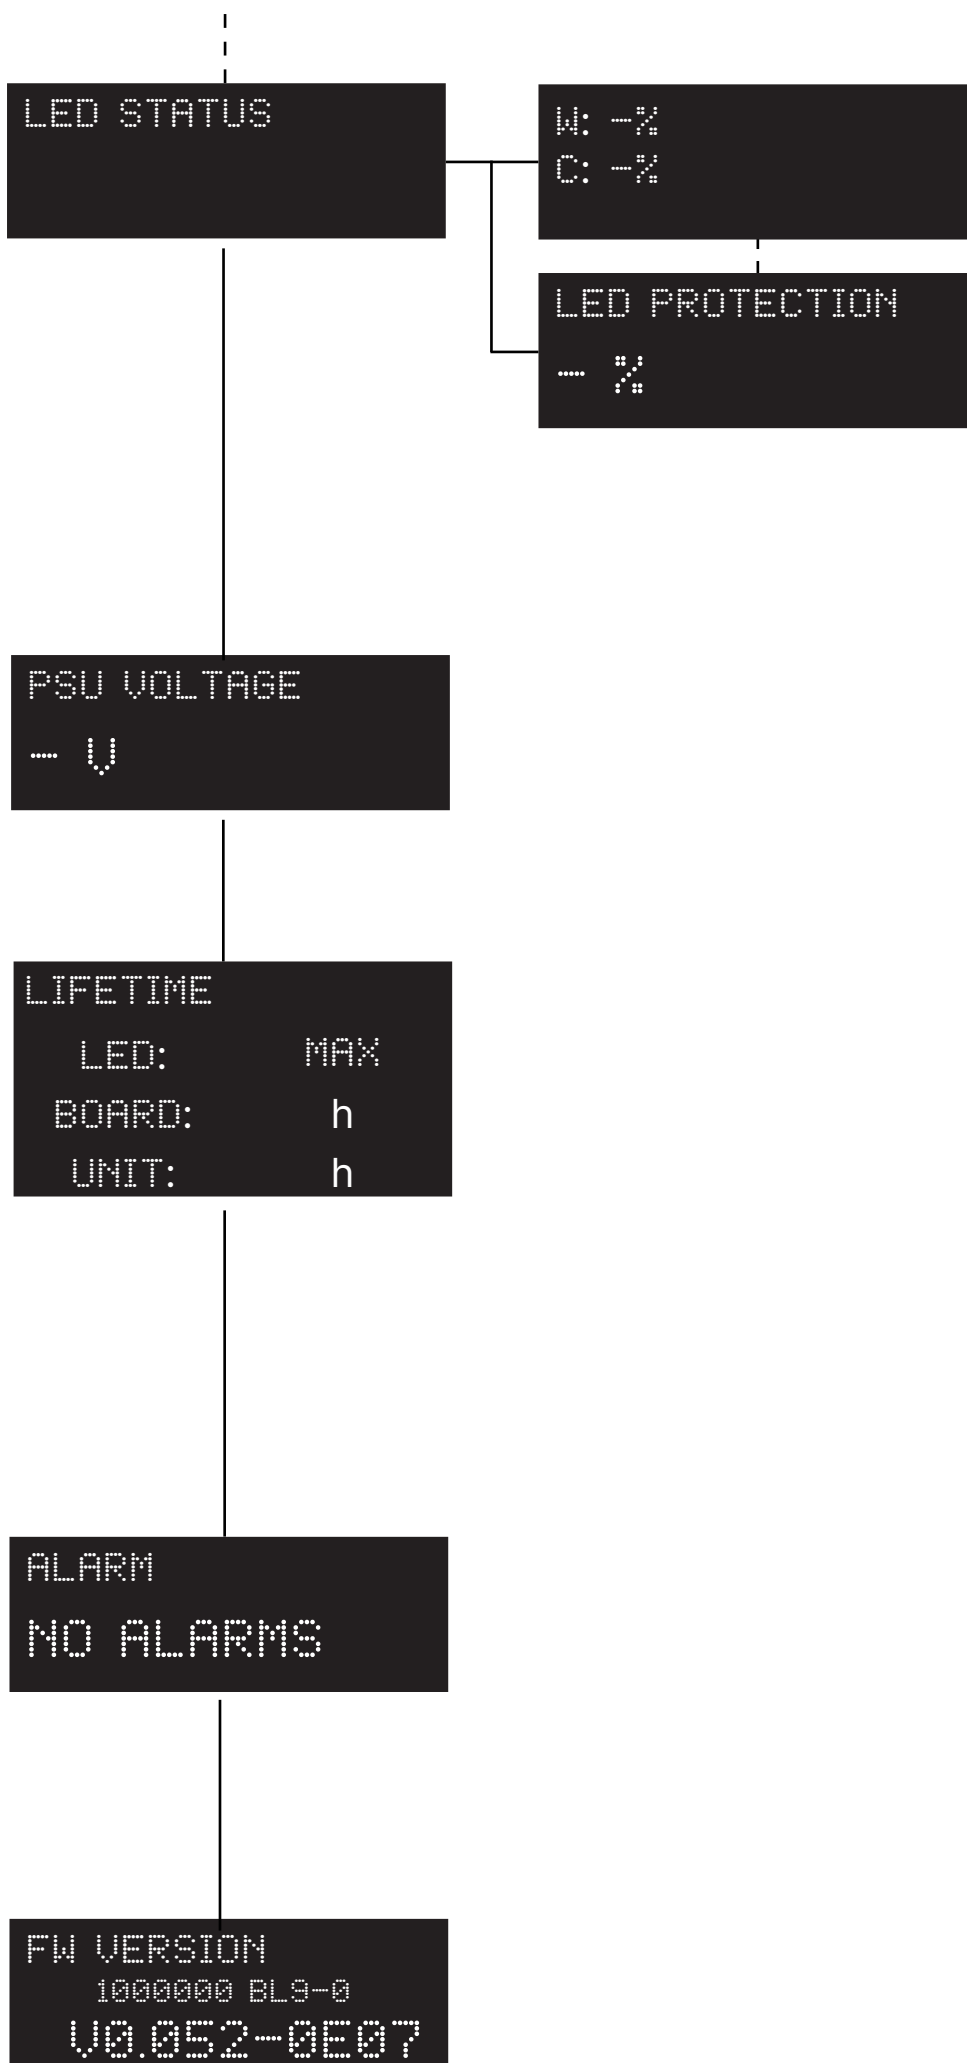 LED STATUS
W: -%
C: -%
LED PROTECTION
- %
PSU VOLTAGE
- V
LIFETIME
LED: MAX
BOARD: h
UNIT: h
ALARM
NO ALARMS
FW VERSION
1000000 BL9-0
V0.052-0E07